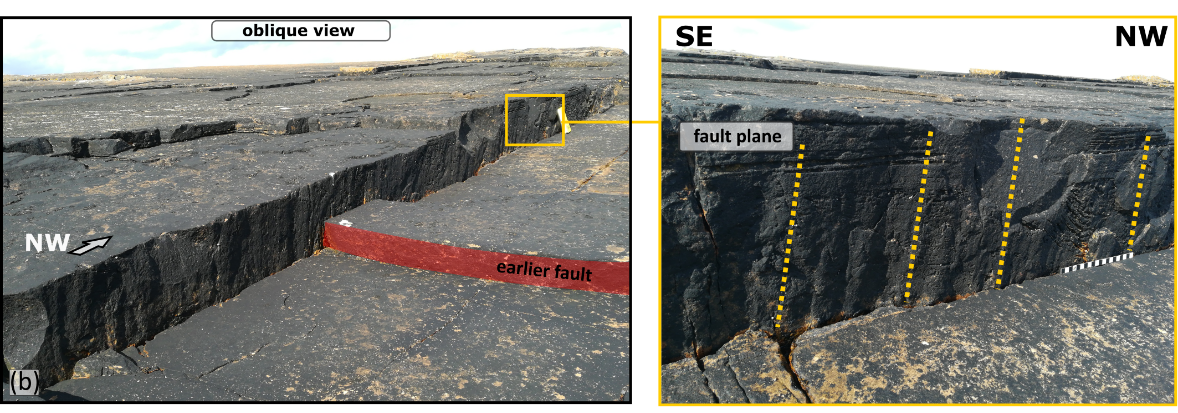 oblique view
NW
earlier fault
(b)
SE
NW
fault plane